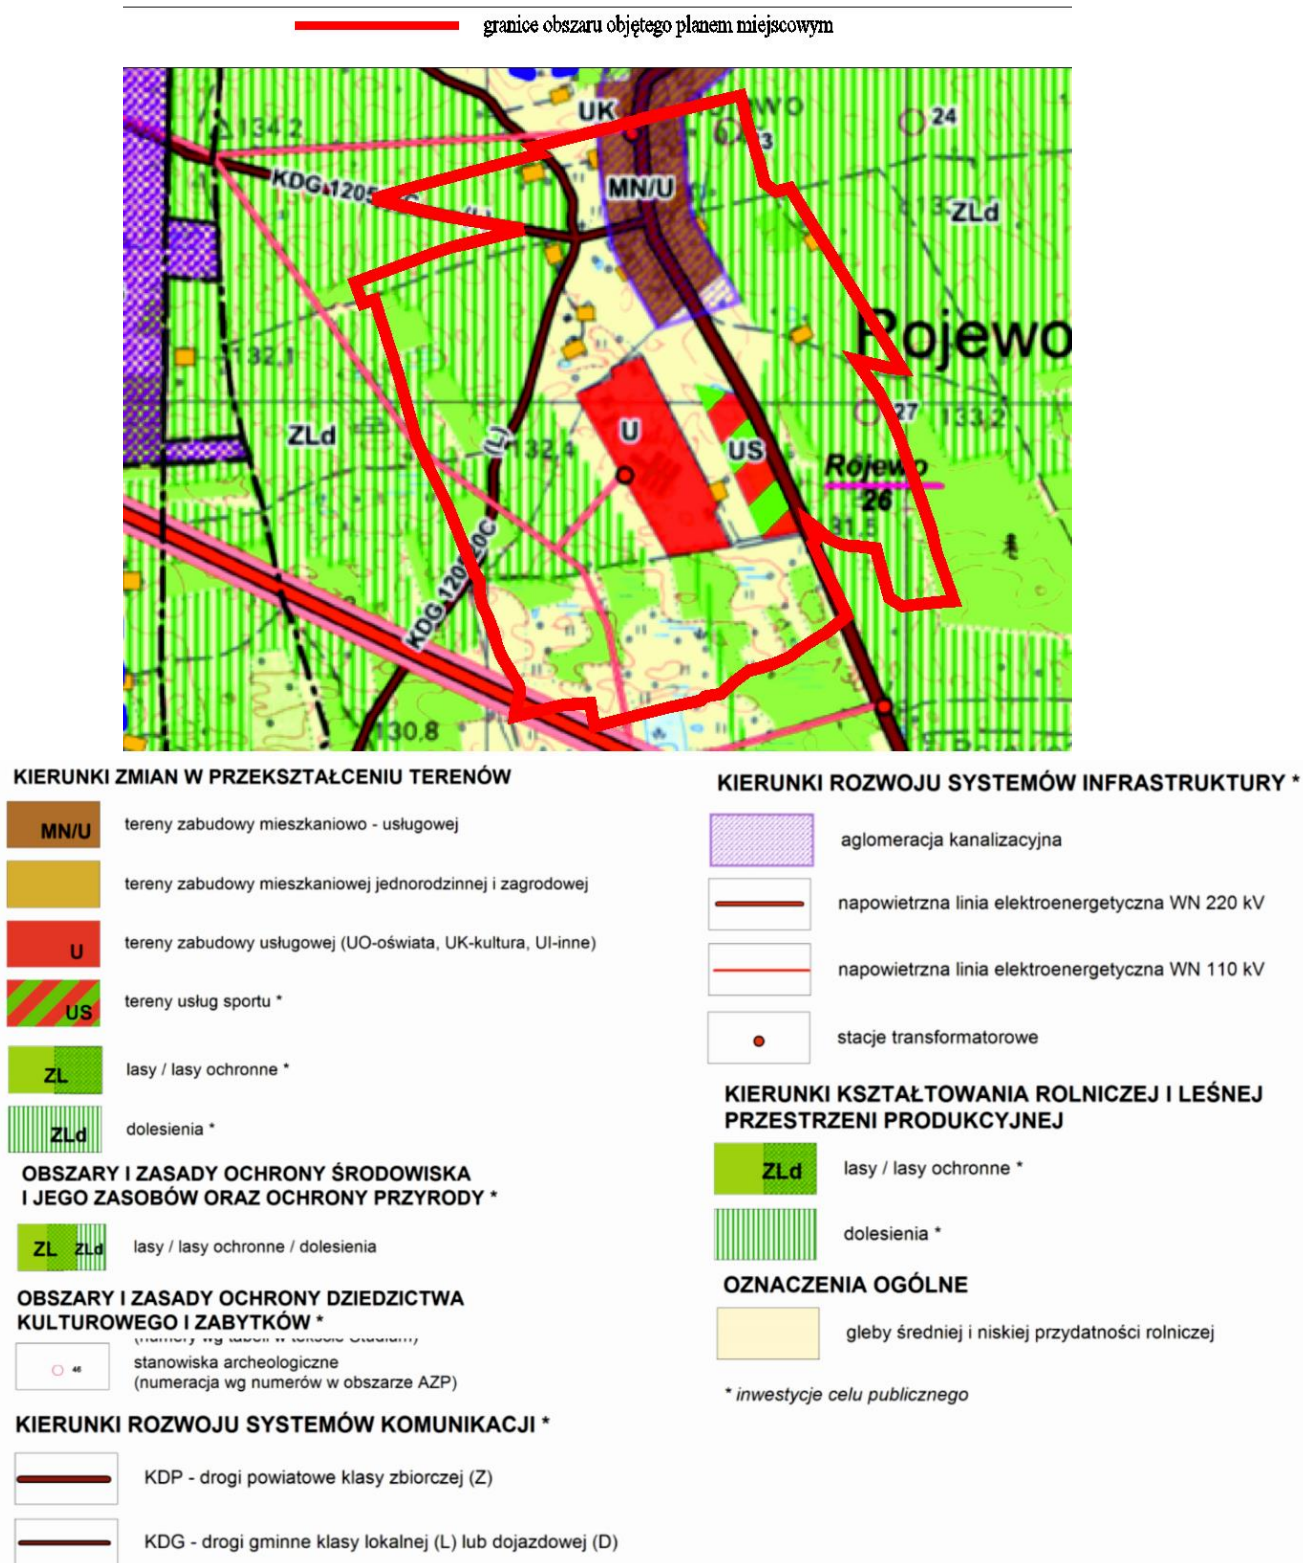 granice obszaru objętego planem miejscowym
134,2
UK
24
KDG 1205
(L)
MN/U
ZLd
Rojewo
132,1
27
133,2
ZLd
(L)
132,4
U
US
Rojewo
26
KDG 120520C
130,8
KIERUNKI ZMIAN W PRZEKSZTAŁCENIU TERENÓW
MN/U tereny zabudowy mieszkaniowo - usługowej
tereny zabudowy mieszkaniowej jednorodzinnej i zagrodowej
U tereny zabudowy usługowej (UO-oświata, UK-kultura, UI-inne)
US tereny usług sportu *
ZL lasy / lasy ochronne *
ZLd dolesienia *
OBSZARY I ZASADY OCHRONY ŚRODOWISKA
I JEGO ZASOBÓW ORAZ OCHRONY PRZYRODY *
ZL ZLd lasy / lasy ochronne / dolesienia
OBSZARY I ZASADY OCHRONY DZIEDZICTWA
KULTUROWEGO I ZABYTKÓW *
(numery wg tabeli w tekście Studium)
46 stanowiska archeologiczne
(numeracja wg numerów w obszarze AZP)
KIERUNKI ROZWOJU SYSTEMÓW KOMUNIKACJI *
KDP - drogi powiatowe klasy zbiorczej (Z)
KDG - drogi gminne klasy lokalnej (L) lub dojazdowej (D)
KIERUNKI ROZWOJU SYSTEMÓW INFRASTRUKTURY *
aglomeracja kanalizacyjna
napowietrzna linia elektroenergetyczna WN 220 kV
napowietrzna linia elektroenergetyczna WN 110 kV
stacje transformatorowe
KIERUNKI KSZTAŁTOWANIA ROLNICZEJ I LEŚNEJ
PRZESTRZENI PRODUKCYJNEJ
ZLd lasy / lasy ochronne *
dolesienia *
OZNACZENIA OGÓLNE
gleby średniej i niskiej przydatności rolniczej
* inwestycje celu publicznego